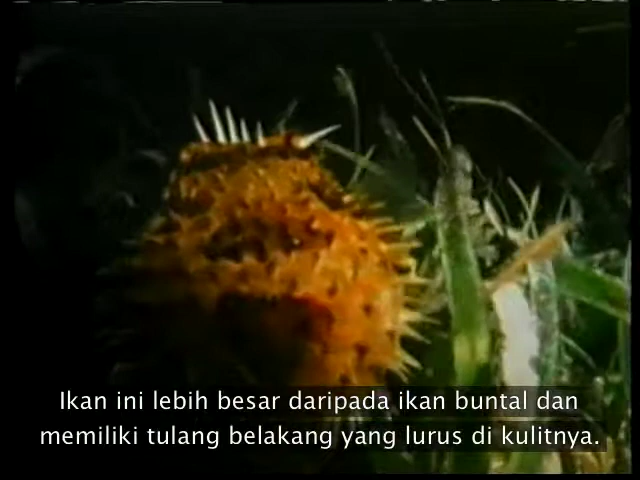 Ikan ini lebih besar daripada ikan buntal dan
memiliki tulang belakang yang lurus di kulitnya.